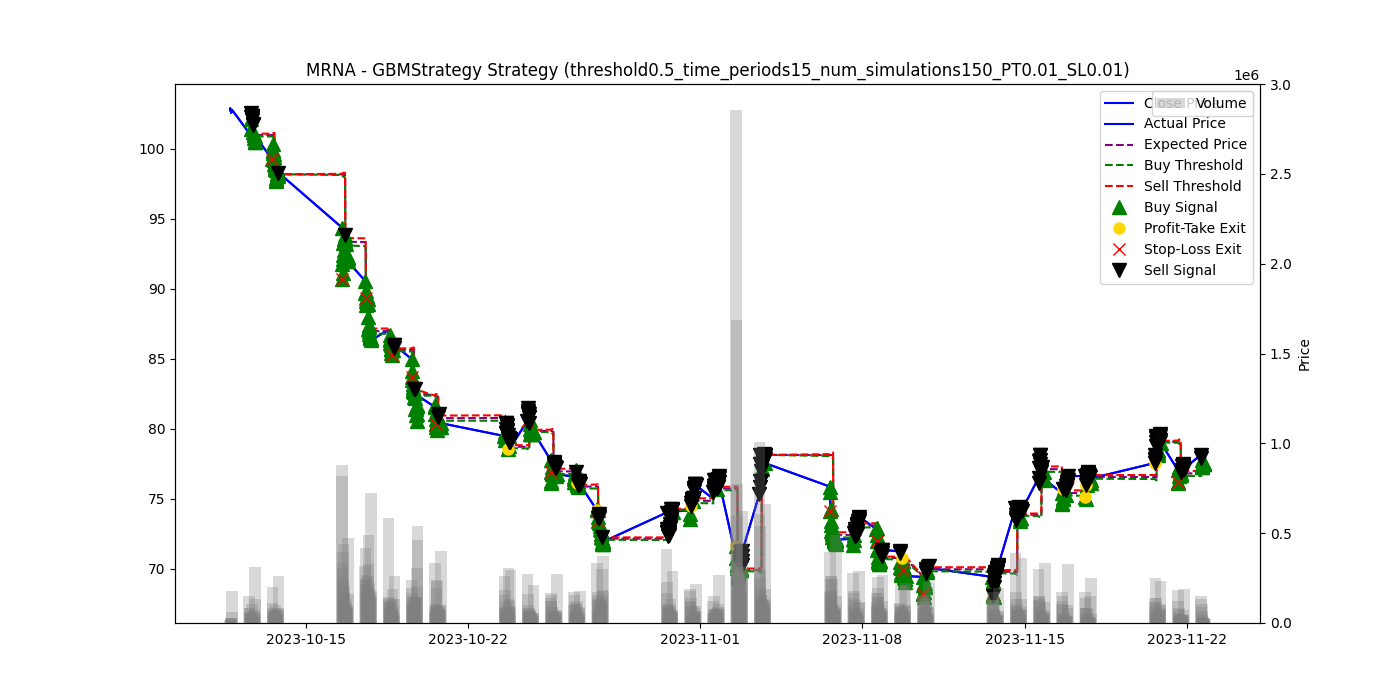 MRNA - GBMStrategy Strategy (threshold0.5_time_periods15_num_simulations150_PT0.01_SL0.01)
1e6
3.0
2.5
2.0
1.5
1.0
0.5
0.0
Price
100
95
90
85
80
75
70
Close Price
Volume
Actual Price
Expected Price
Buy Threshold
Sell Threshold
Buy Signal
Profit-Take Exit
Stop-Loss Exit
Sell Signal
2023-10-15
2023-10-22
2023-11-01
2023-11-08
2023-11-15
2023-11-22